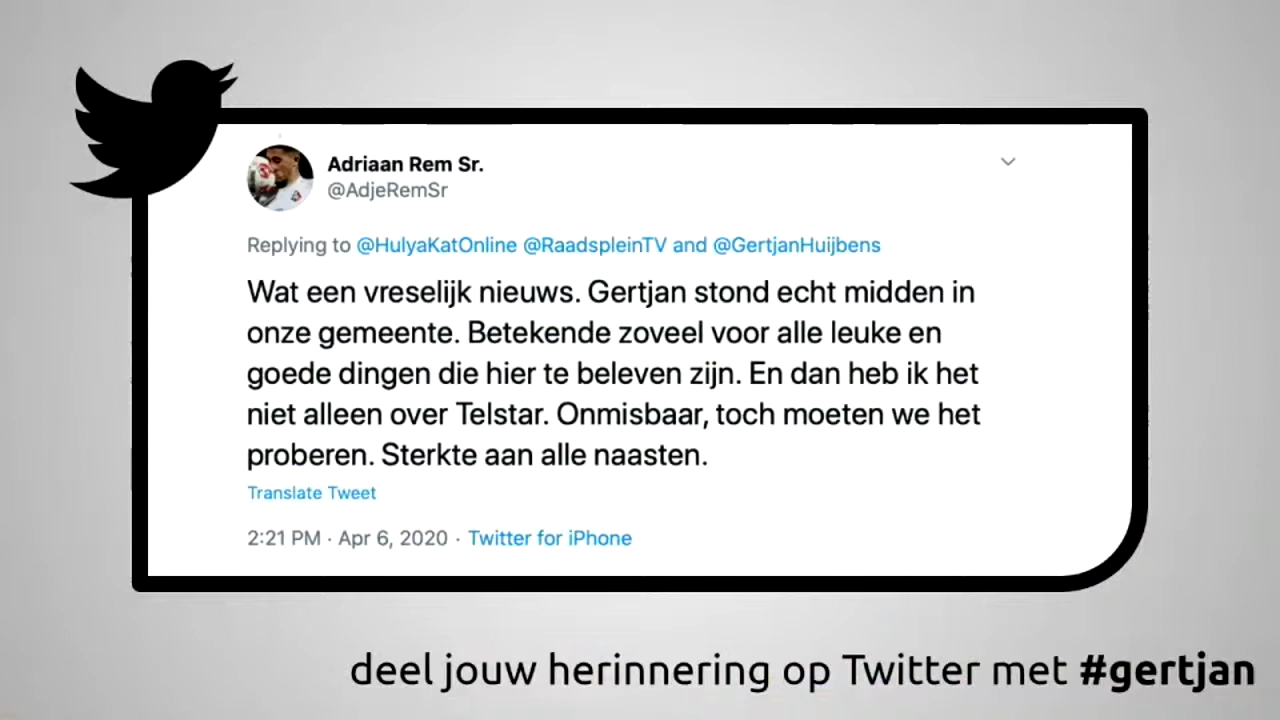 Adriaan Rem Sr.
@AdjeRemSr
Replying to @HulyaKatOnline @RaadspleinTV and @GertjanHuijbens
Wat een vreselijk nieuws. Gertjan stond echt midden in
onze gemeente. Betekende zoveel voor alle leuke en
goede dingen die hier te beleven zijn. En dan heb ik het
niet alleen over Telstar. Onmisbaar, toch moeten we het
proberen. Sterkte aan alle naasten.
Translate Tweet
2:21 PM · Apr 6, 2020 · Twitter for iPhone
deel jouw herinnering op Twitter met #gertjan